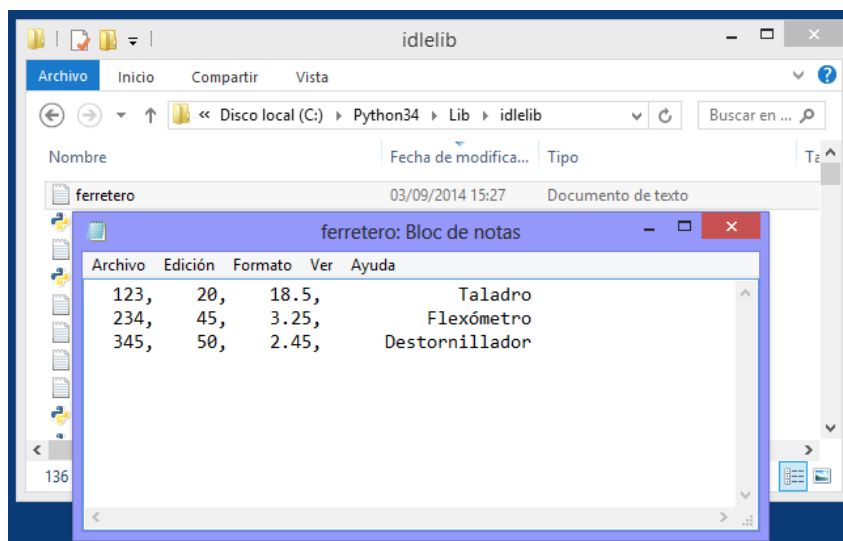 idlelib
Archivo Inicio Compartir Vista
« Disco local (C:) Python34 Lib idlelib Buscar en ...
Nombre Fecha de modifica... Tipo
ferretero 03/09/2014 15:27 Documento de texto
ferretero: Bloc de notas
Archivo Edición Formato Ver Ayuda
123, 20, 18.5, Taladro
234, 45, 3.25, Flexómetro
345, 50, 2.45, Destornillador
136